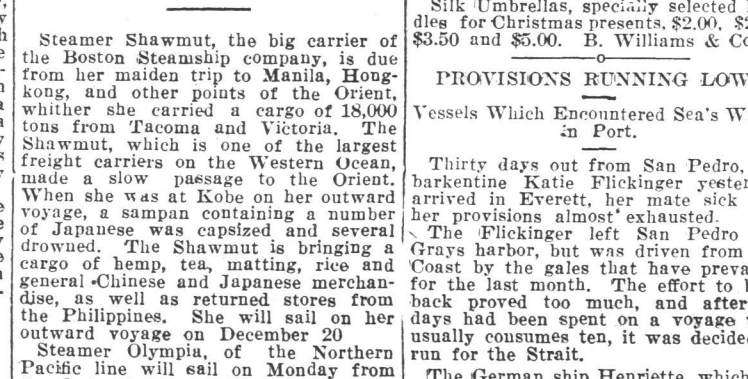 Steamer Shawmut, the big carrier of
the Boston Steamship company, is due
from her maiden trip to Manila, Hong-
kong, and other points of the Orient,
whither she carried a cargo of 18,000
tons from Tacoma and Victoria. The
Shawmut, which is one of the largest
freight carriers on the Western Ocean,
made a slow passage to the Orient.
When she was at Kobe on her outward
voyage, a sampan containing a number
of Japanese was capsized and several
drowned. The Shawmut is bringing a
cargo of hemp, tea, matting, rice and
general Chinese and Japanese merchan-
dise, as well as returned stores from
the Philippines. She will sail on her
outward voyage on December 20
Steamer Olympia, of the Northern
Pacific line will sail on Monday from
Silk Umbrellas, specially selected
dles for Christmas presents, $2.00, $2
$3.50 and $5.00. B. Williams & Co
PROVISIONS RUNNING LOW
Vessels Which Encountered Sea's W
in Port.
Thirty days out from San Pedro,
barkentine Katie Flickinger yester
arrived in Everett, her mate sick
her provisions almost exhausted.
The Flickinger left San Pedro
Grays harbor, but was driven from
Coast by the gales that have preva
for the last month. The effort to
back proved too much, and after
days had been spent on a voyage
usually consumes ten, it was decide
run for the Strait.
The German ship Henriette, which